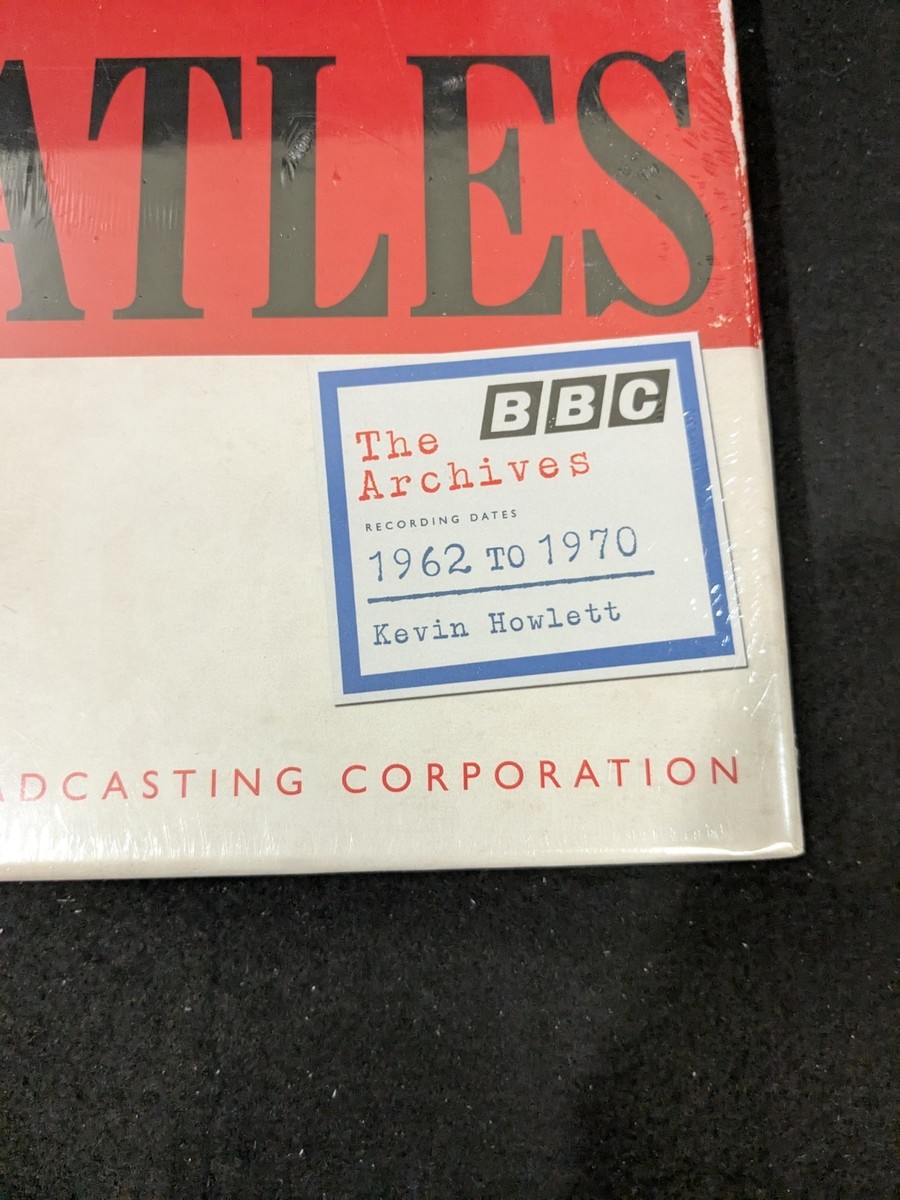 ATLES
BBC
The
Archives
RECORDING DATES
1962 TO 1970
Kevin Howlett
ADCASTING CORPORATION